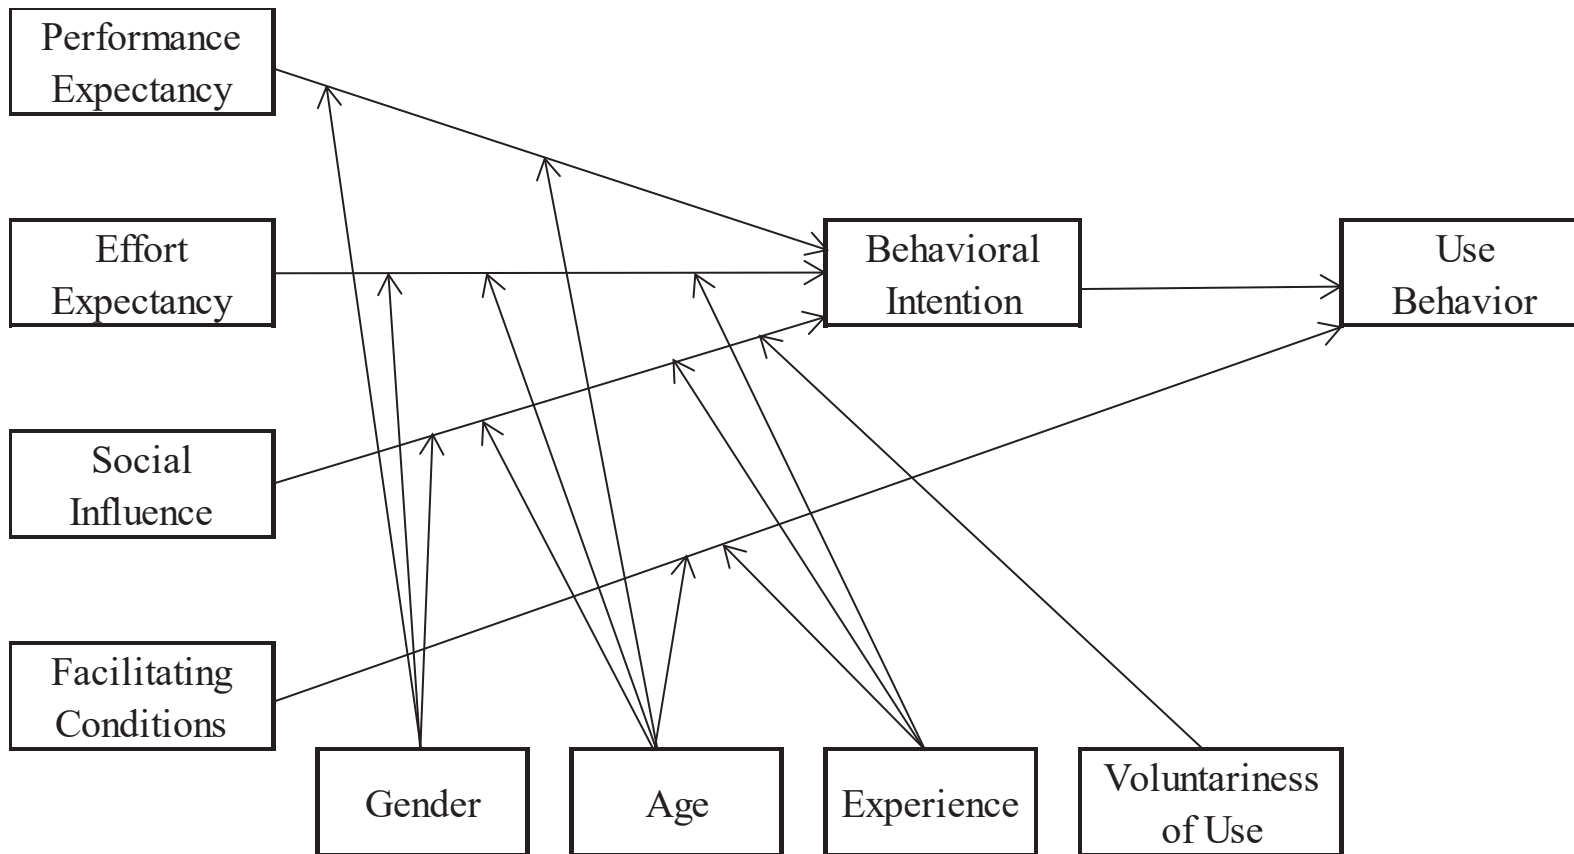 Performance
Expectancy
Effort
Expectancy
Behavioral
Intention
Use
Behavior
Social
Influence
Facilitating
Conditions
Gender
Age
Experience
Voluntariness
of Use